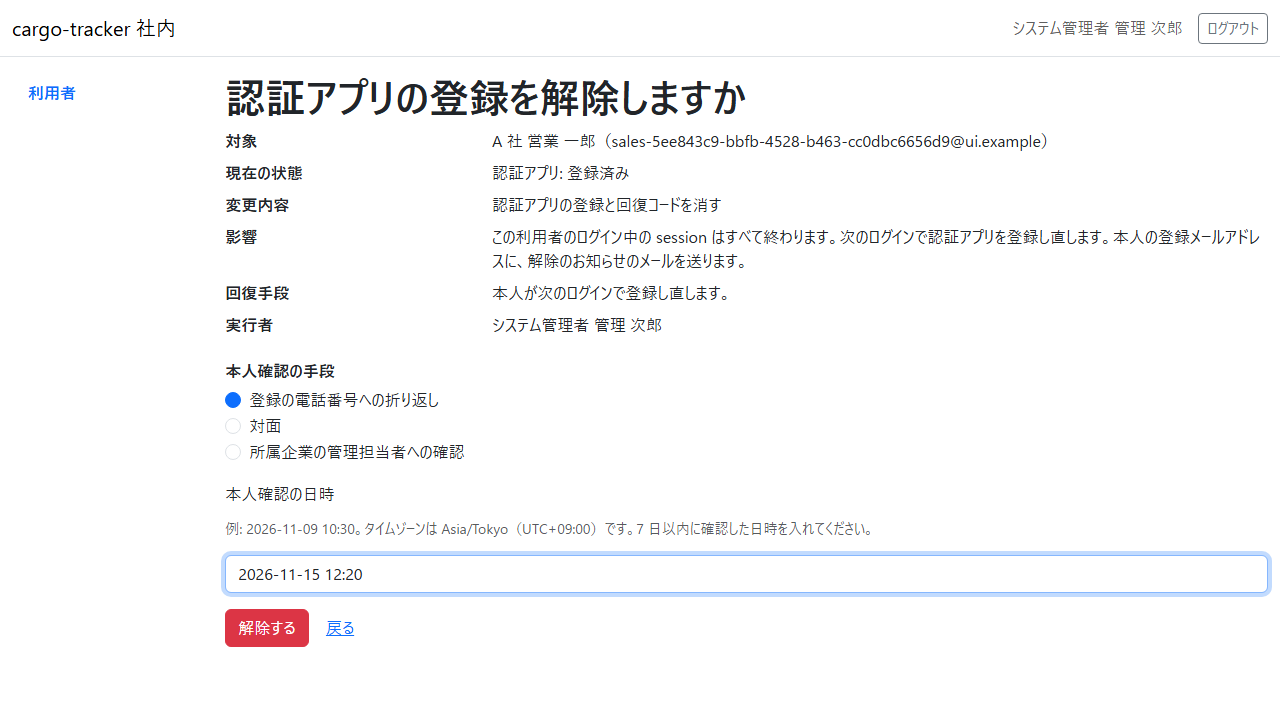 cargo-tracker 社内
システム管理者 管理 次郎
ログアウト
利用者
認証アプリの登録を解除しますか
対象
A 社 営業 一郎（sales-5ee843c9-bbfb-4528-b463-cc0dbc6656d9@ui.example）
現在の状態
認証アプリ: 登録済み
変更内容
認証アプリの登録と回復コードを消す
影響
この利用者のログイン中の session はすべて終わります。次のログインで認証アプリを登録し直します。本人の登録メールアドレ
スに、解除のお知らせのメールを送ります。
回復手段
本人が次のログインで登録し直します。
実行者
システム管理者 管理 次郎
本人確認の手段
登録の電話番号への折り返し
対面
所属企業の管理担当者への確認
本人確認の日時
例: 2026-11-09 10:30。タイムゾーンは Asia/Tokyo（UTC+09:00）です。7 日以内に確認した日時を入れてください。
2026-11-15 12:20
解除する
戻る